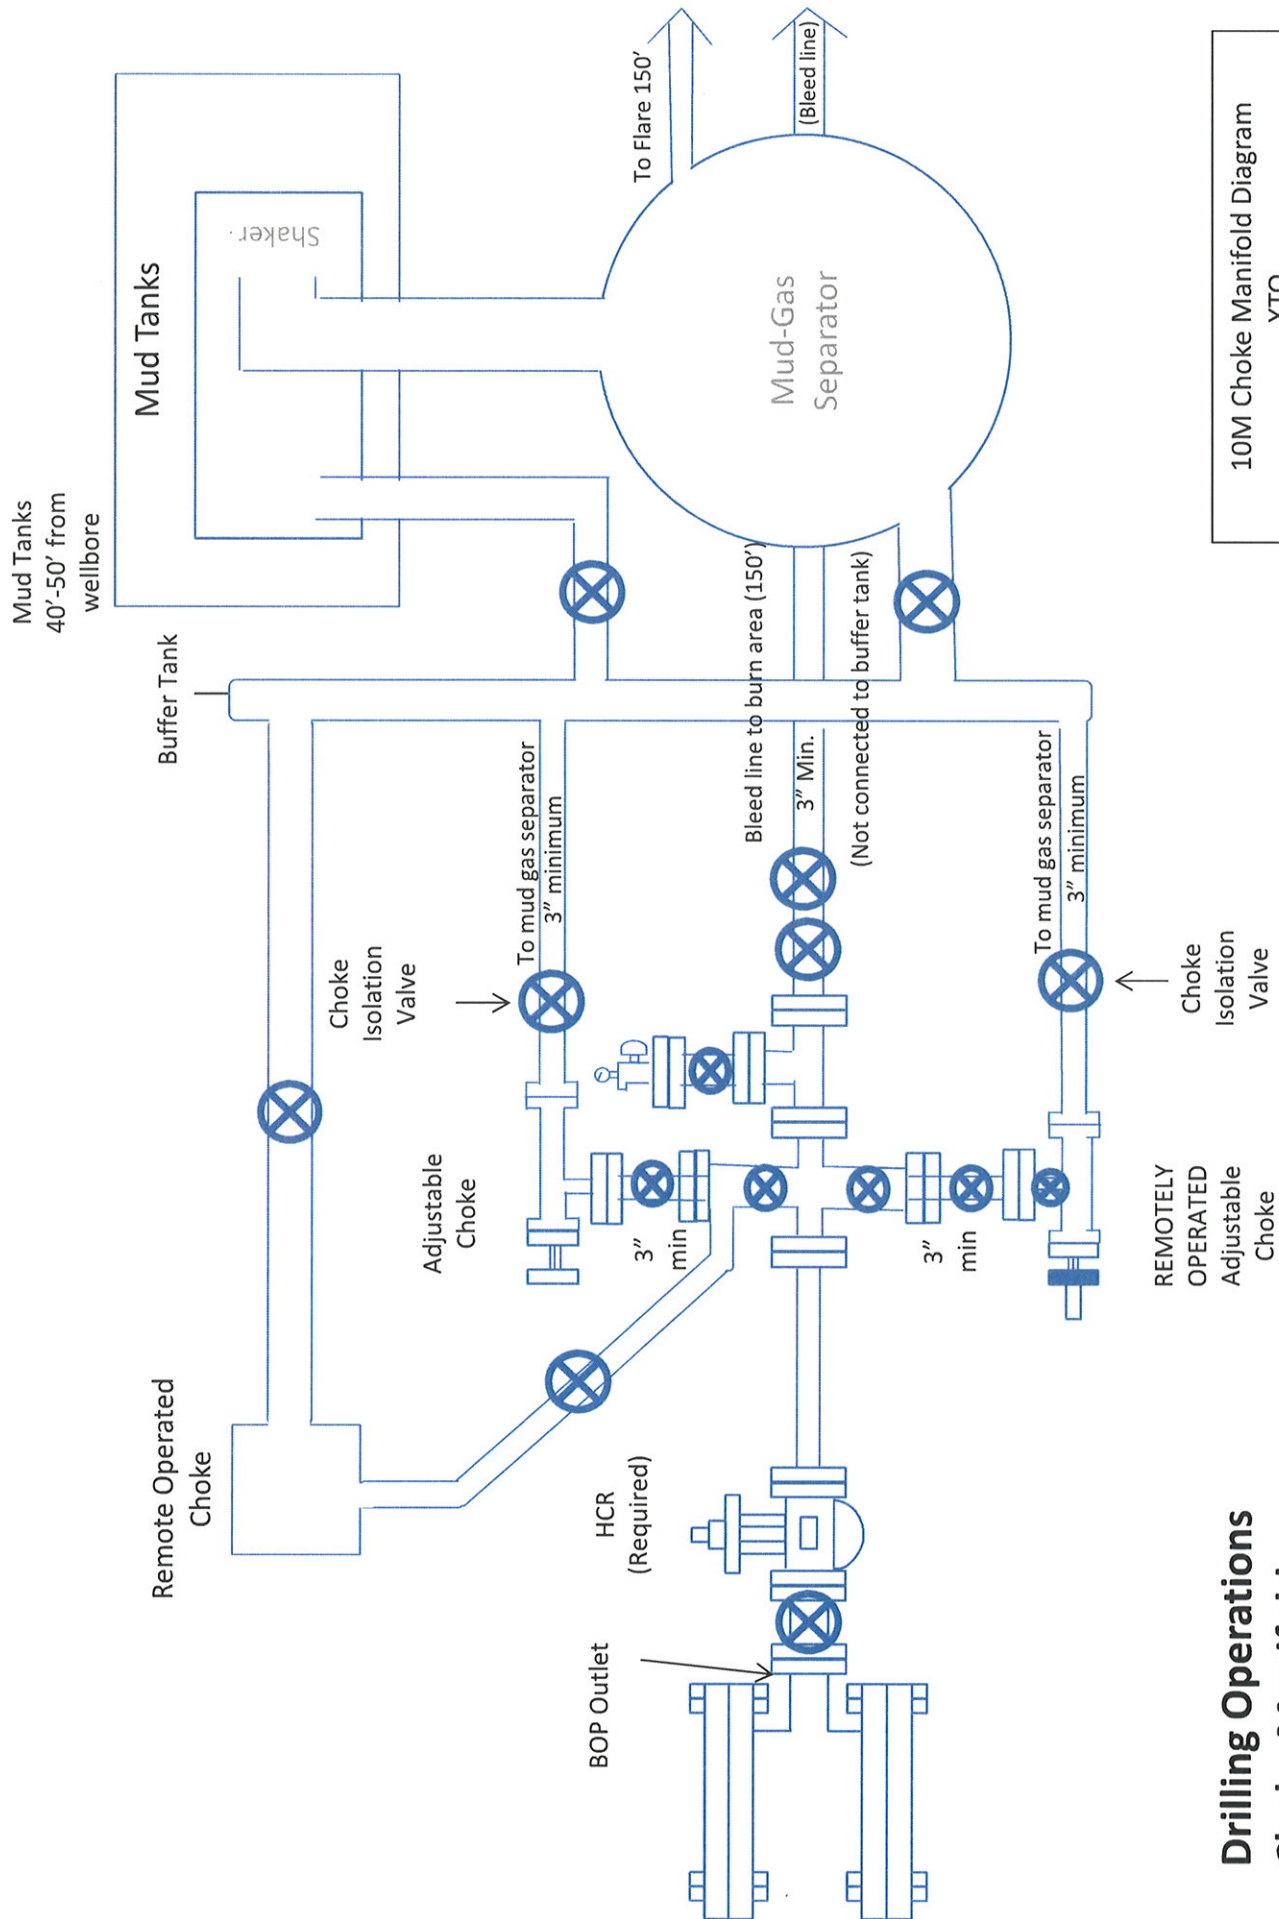 Mud Tanks
40'-50' from
wellbore
Mud Tanks
Shaker
Buffer Tank
To Flare 150'
(Bleed line)
Mud-Gas
Separator
Remote Operated
Choke
Choke
Isolation
Valve
To mud gas separator
3" minimum
Adjustable
Choke
3"
min
Bleed line to burn area (150')
3" Min.
(Not connected to buffer tank)
HCR
(Required)
BOP Outlet
3"
min
To mud gas separator
3" minimum
Choke
Isolation
Valve
REMOTELY
OPERATED
Adjustable
Choke
10M Choke Manifold Diagram
XTO
Drilling Operations